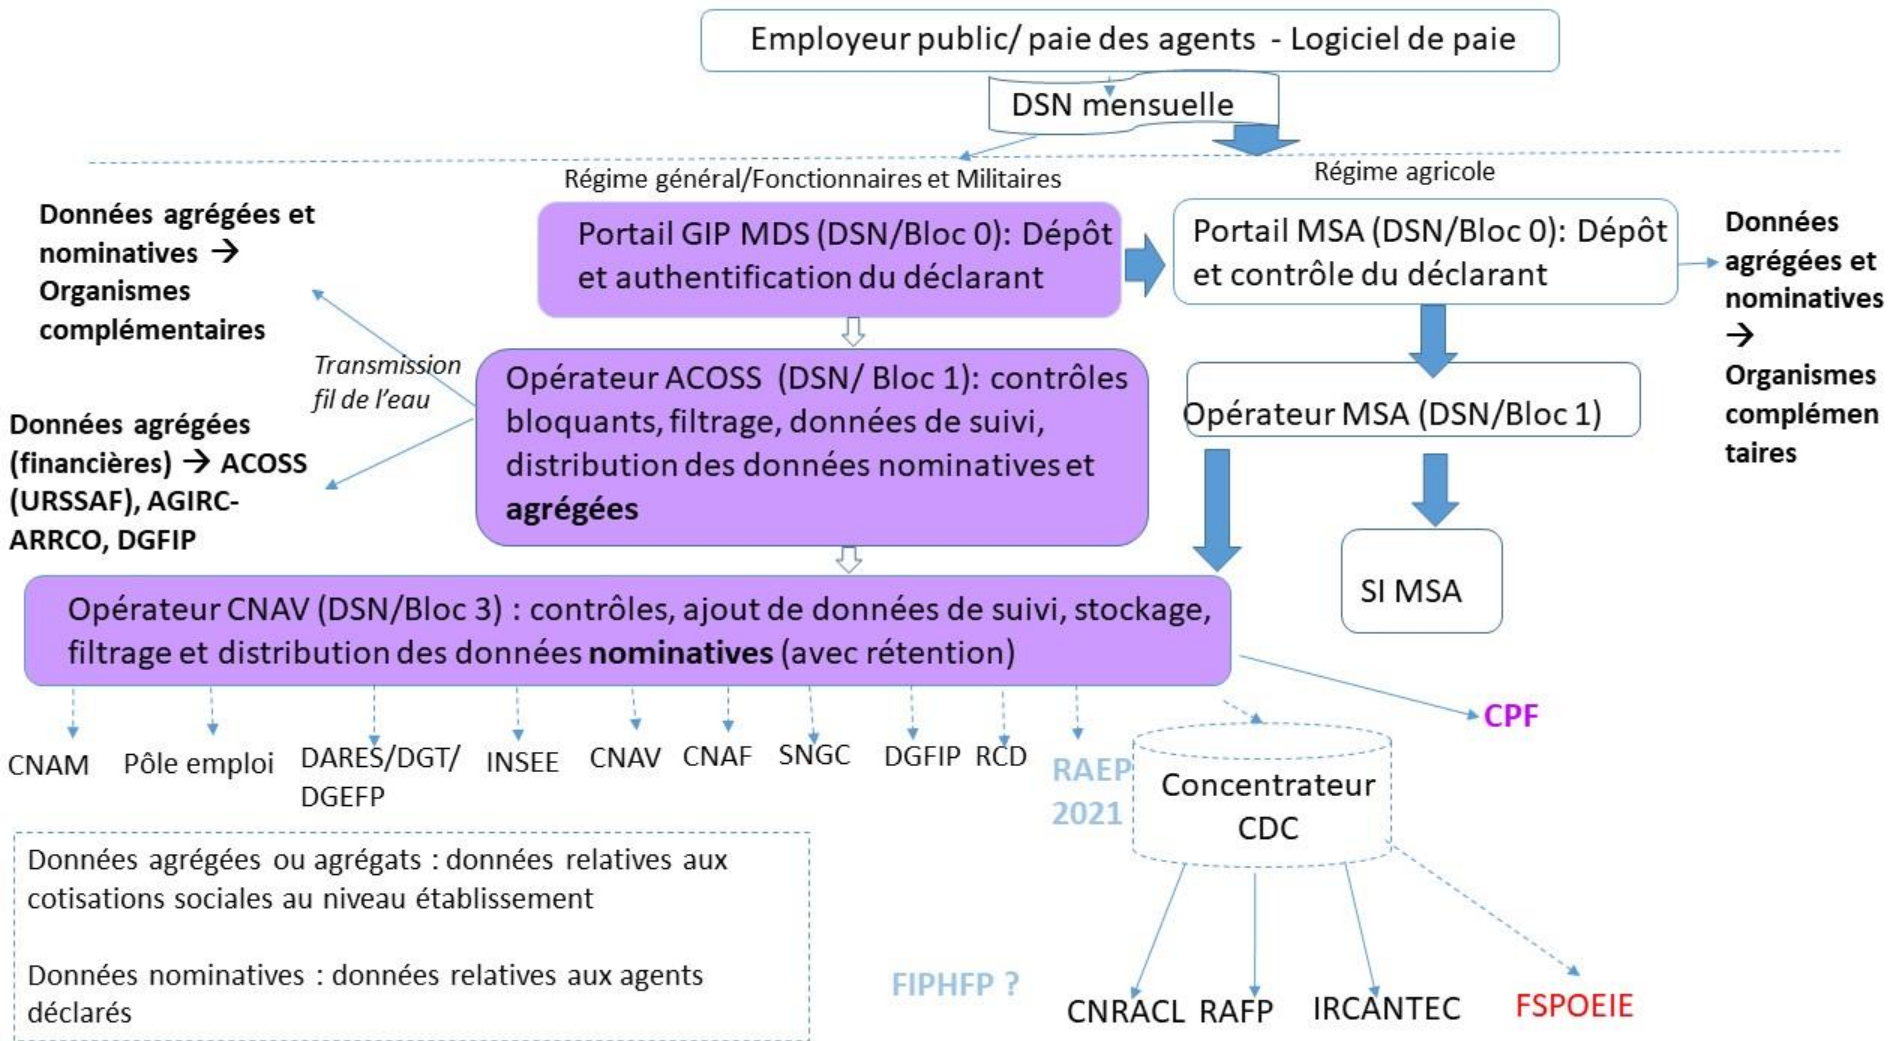 Employeur public/ paie des agents  - Logiciel de paie
DSN mensuelle
Régime général/Fonctionnaires et Militaires
Régime agricole
Données agrégées et
nominatives →
Organismes
complémentaires
Portail GIP MDS (DSN/Bloc 0): Dépôt
et authentification du déclarant
Portail MSA (DSN/Bloc 0): Dépôt
et contrôle du déclarant
Données
agrégées et
nominatives
→
Organismes
complémen
taires
Transmission
fil de l’eau
Opérateur ACOSS  (DSN/ Bloc 1): contrôles
bloquants, filtrage, données de suivi,
distribution des données nominatives et
agrégées
Opérateur MSA (DSN/Bloc 1)
Données agrégées
(financières) → ACOSS
(URSSAF), AGIRC-
ARRCO, DGFIP
SI MSA
Opérateur CNAV (DSN/Bloc 3) : contrôles, ajout de données de suivi, stockage,
filtrage et distribution des données nominatives (avec rétention)
CPF
CNAM
Pôle emploi
DARES/DGT/
DGEFP
INSEE
CNAV
CNAF
SNGC
DGFIP
RCD
RAEP
2021
Concentrateur
CDC
Données agrégées ou agrégats : données relatives aux
cotisations sociales au niveau établissement
Données nominatives : données relatives aux agents
déclarés
FIPHFP ?
CNRACL
RAFP
IRCANTEC
FSPOEIE